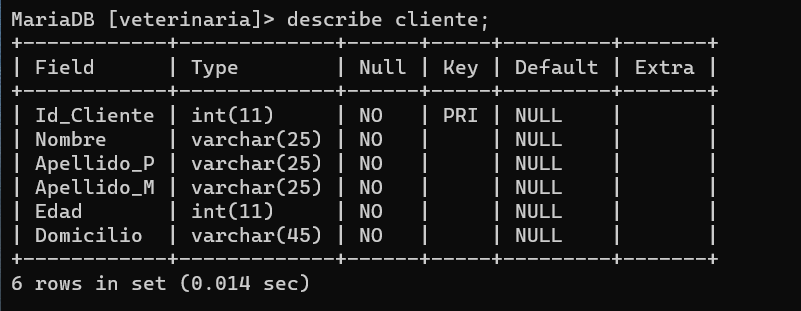 MariaDB [veterinaria]> describe cliente;
+------------+-------------+------+-----+---------+-------+
| Field      | Type        | Null | Key | Default | Extra |
+------------+-------------+------+-----+---------+-------+
| Id_Cliente | int(11)     | NO   | PRI | NULL    |       |
| Nombre     | varchar(25) | NO   |     | NULL    |       |
| Apellido_P | varchar(25) | NO   |     | NULL    |       |
| Apellido_M | varchar(25) | NO   |     | NULL    |       |
| Edad       | int(11)     | NO   |     | NULL    |       |
| Domicilio  | varchar(45) | NO   |     | NULL    |       |
+------------+-------------+------+-----+---------+-------+
6 rows in set (0.014 sec)